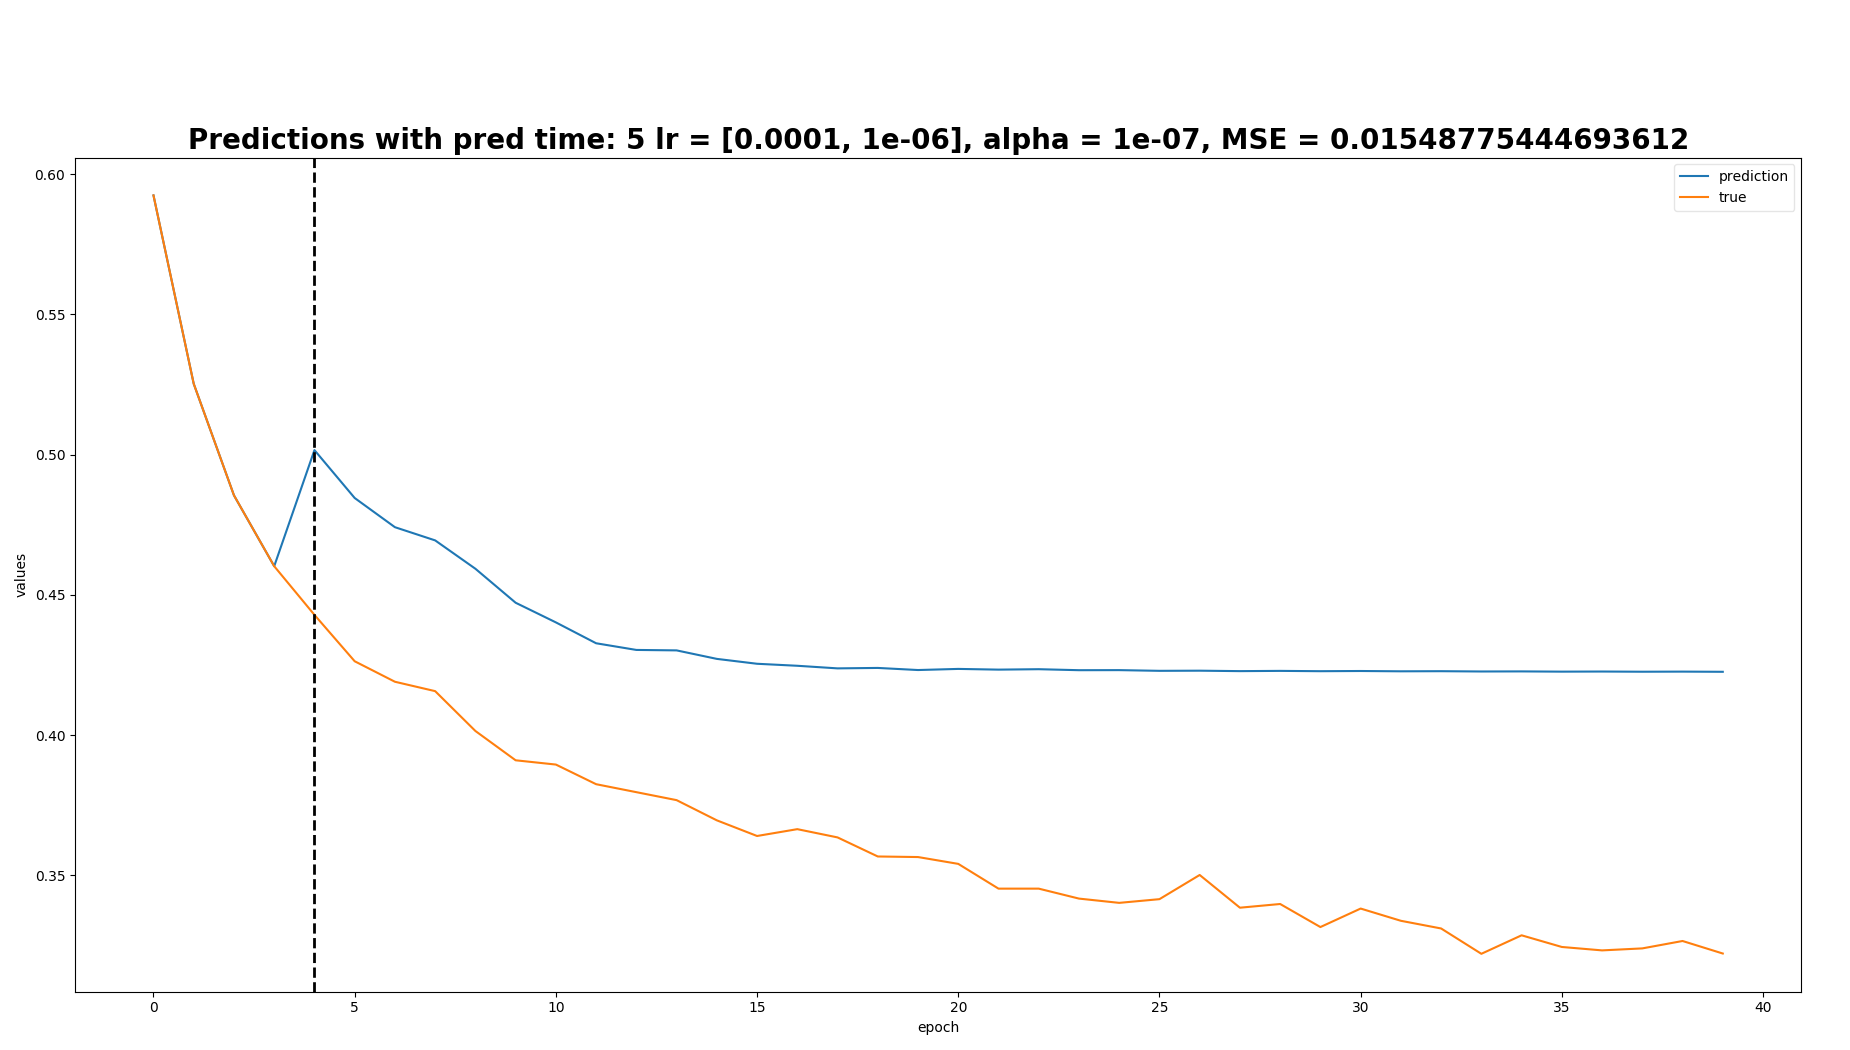 Predictions with pred time: 5 lr = [0.0001, 1e-06], alpha = 1e-07, MSE = 0.01548775444693612
prediction
true
0.60
0.55
0.50
0.45
0.40
0.35
values
0 5 10 15 20 25 30 35 40
epoch